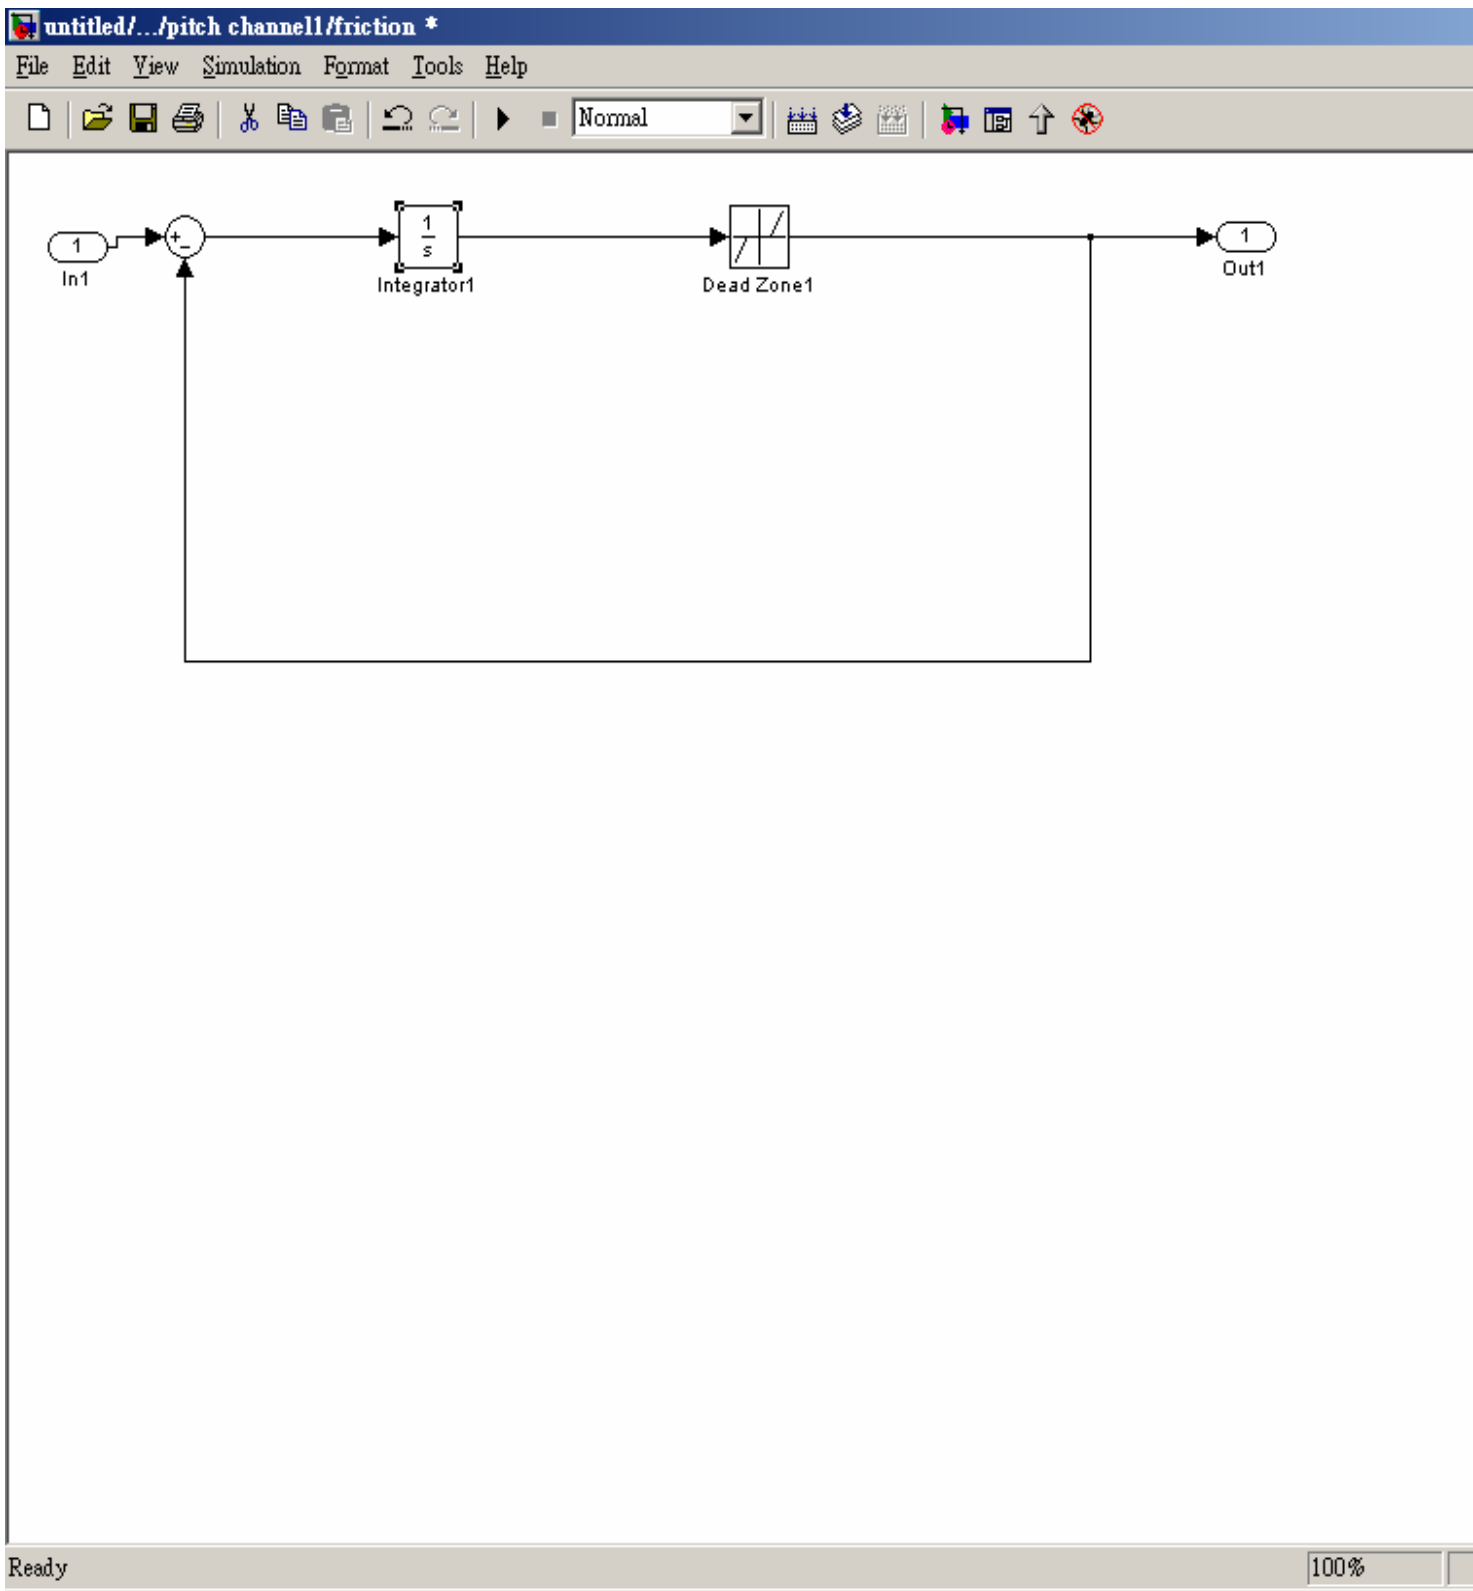 untitled/.../pitch channel1/friction *
File Edit View Simulation Format Tools Help
Normal
1
In1
+
−
1
s
Integrator1
Dead Zone1
1
Out1
Ready
100%